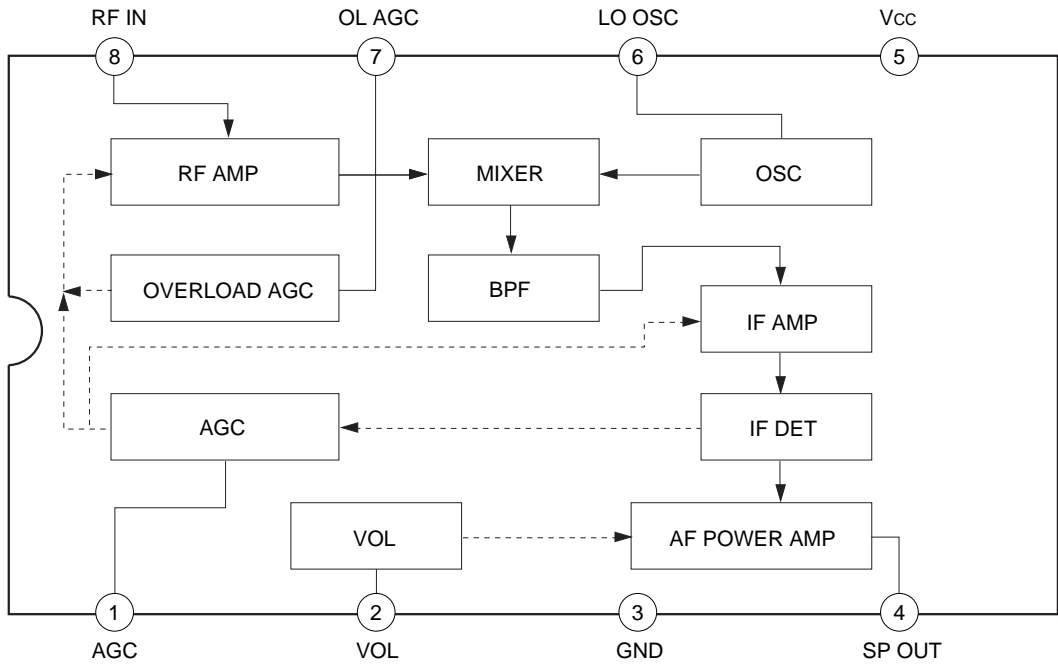 RF IN
OL AGC
LO OSC
Vcc
8
7
6
5
RF AMP
MIXER
OSC
OVERLOAD AGC
BPF
IF AMP
AGC
IF DET
VOL
AF POWER AMP
1
2
3
4
AGC
VOL
GND
SP OUT